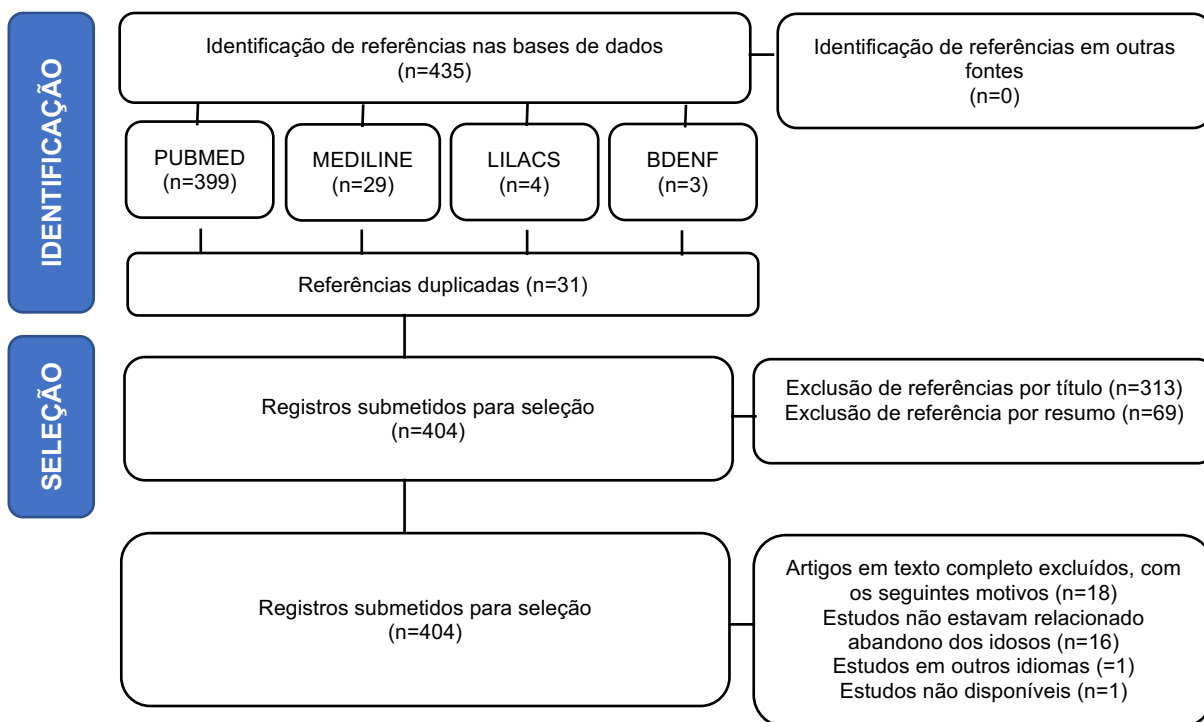 IDENTIFICAÇÃO
Identificação de referências nas bases de dados
(n=435)
Identificação de referências em outras
fontes
(n=0)
PUBMED
(n=399)
MEDILINE
(n=29)
LILACS
(n=4)
BDENF
(n=3)
Referências duplicadas (n=31)
SELEÇÃO
Registros submetidos para seleção
(n=404)
Exclusão de referências por título (n=313)
Exclusão de referência por resumo (n=69)
Registros submetidos para seleção
(n=404)
Artigos em texto completo excluídos, com
os seguintes motivos (n=18)
Estudos não estavam relacionado
abandono dos idosos (n=16)
Estudos em outros idiomas (=1)
Estudos não disponíveis (n=1)